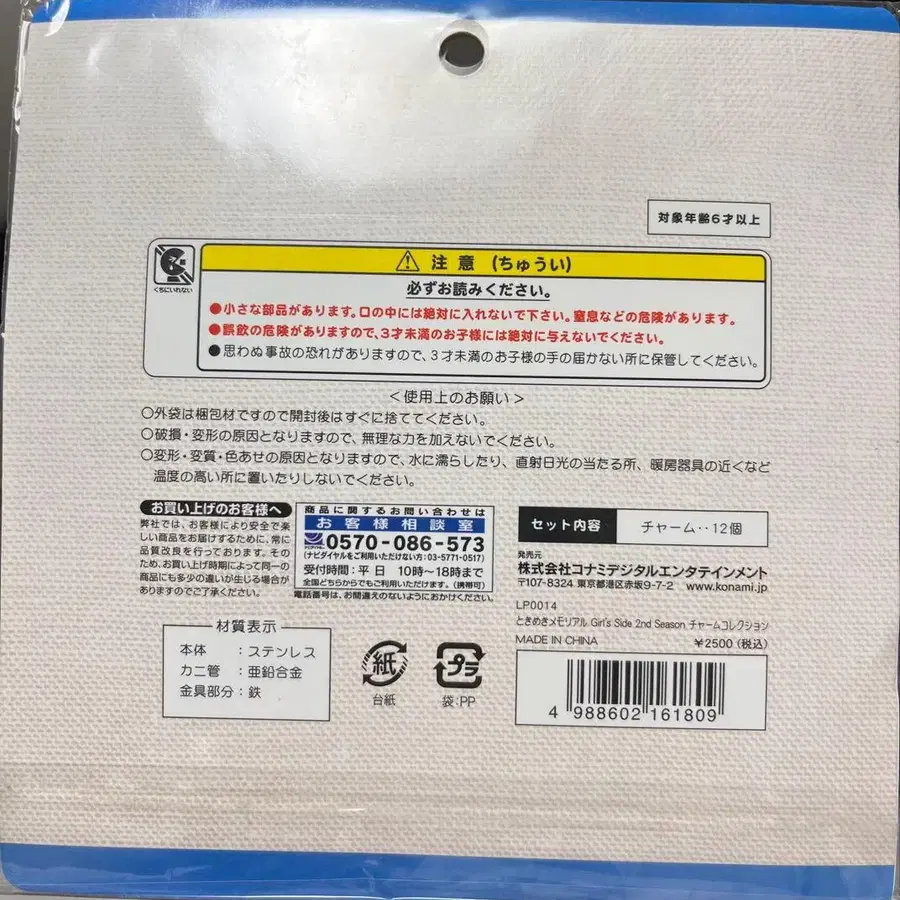 対象年齢6才以上
くちにいれない
注意 (ちゅうい)
必ずお読みください。
●小さな部品があります。口の中には絶対に入れないで下さい。窒息などの危険があります。
●誤飲の危険がありますので、3才未満のお子様には絶対に与えないでください。
●思わぬ事故の恐れがありますので、3才未満のお子様の手の届かない所に保管してください。
<使用上のお願い>
○外袋は梱包材ですので開封後はすぐに捨ててください。
○破損・変形の原因となりますので、無理な力を加えないでください。
○変形・変質・色あせの原因となりますので、水に濡らしたり、直射日光の当たる所、暖房器具の近くなど
温度の高い所に置いたりしないでください。
お買い上げのお客様へ
弊社では、お客様により安全で楽
しい商品をお届けするために、常に
品質改良を行っております。そのた
め、お買い上げ時期によって同一の
商品にも多少の違いが生じる場合が
ありますのでご了承ください。
商品に関するお問い合わせは
お客様相談室
ナビダイヤル
0570-086-573
(ナビダイヤルをご利用いただけない方:03-5771-0517)
受付時間:平日 10時〜18時まで
全国どちらからでもご利用いただけます。(携帯可)
電話番号は、お間違えのないようにおかけください。
セット内容
チャーム‥12個
発売元
株式会社コナミデジタルエンタテインメント
〒107-8324 東京都港区赤坂9-7-2 www.konami.jp
LP0014
ときめきメモリアル Girl's Side 2nd Season チャームコレクション
MADE IN CHINA ¥2500 (税込)
4 988602 161809
材質表示
本体 :ステンレス
カニ管 :亜鉛合金
金具部分:鉄
紙
台紙
プラ
袋:PP